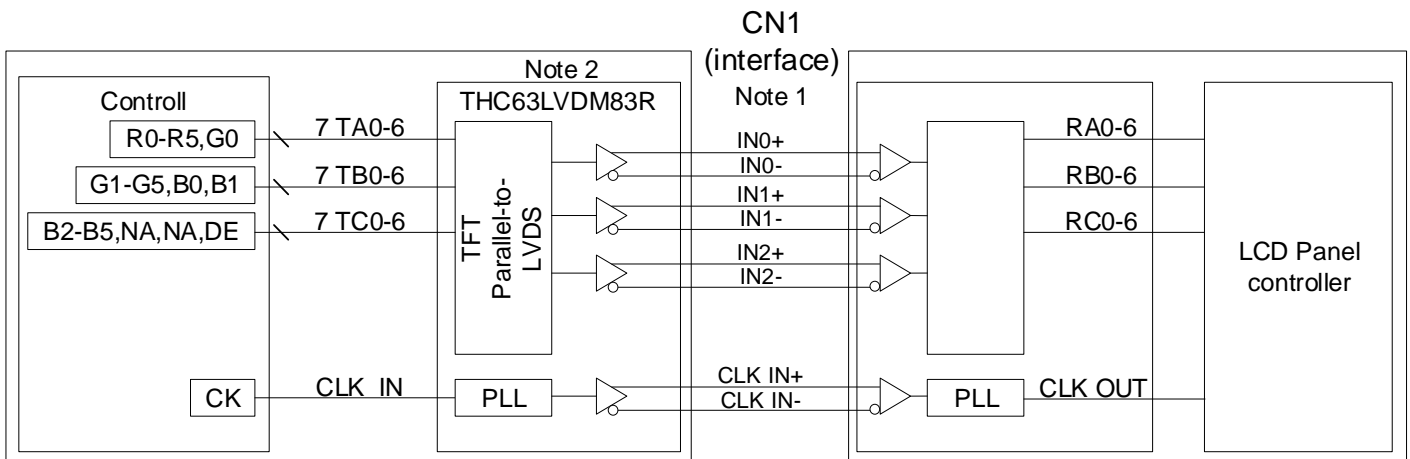 CN1
(interface)
Note 1
Note 2
THC63LVDM83R
Controll
R0-R5,G0
7 TA0-6
G1-G5,B0,B1
7 TB0-6
B2-B5,NA,NA,DE
7 TC0-6
CK
CLK IN
TFT
Parallel-to-
LVDS
PLL
IN0+
IN0-
IN1+
IN1-
IN2+
IN2-
CLK IN+
CLK IN-
PLL
RA0-6
RB0-6
RC0-6
CLK OUT
LCD Panel
controller